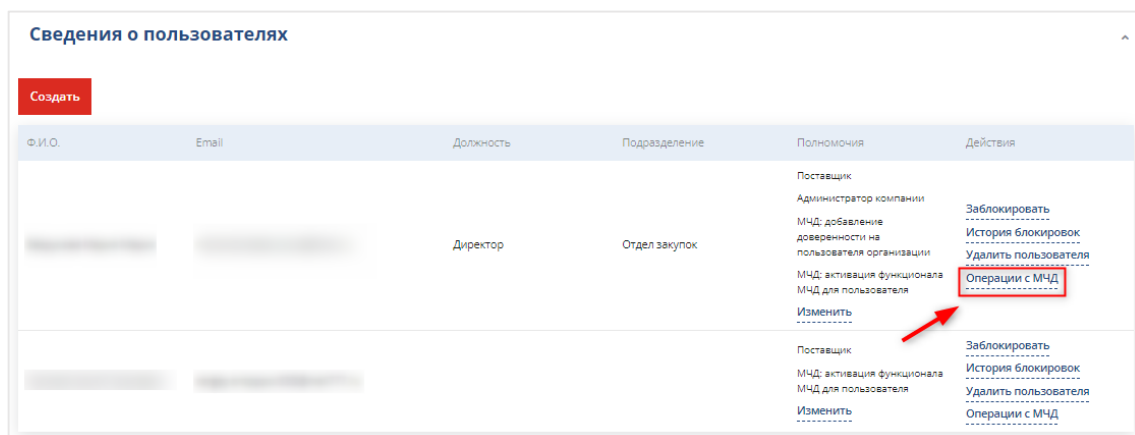 Сведения о пользователях
Создать
Ф.И.О. Email Должность Подразделение Полномочия Действия
Директор
Отдел закупок
Поставщик
Администратор компании
МЧД: добавление
доверенности на
пользователя организации
МЧД: активация функционала
МЧД для пользователя
Изменить
Заблокировать
История блокировок
Удалить пользователя
Операции с МЧД
Поставщик
МЧД: активация функционала
МЧД для пользователя
Изменить
Заблокировать
История блокировок
Удалить пользователя
Операции с МЧД